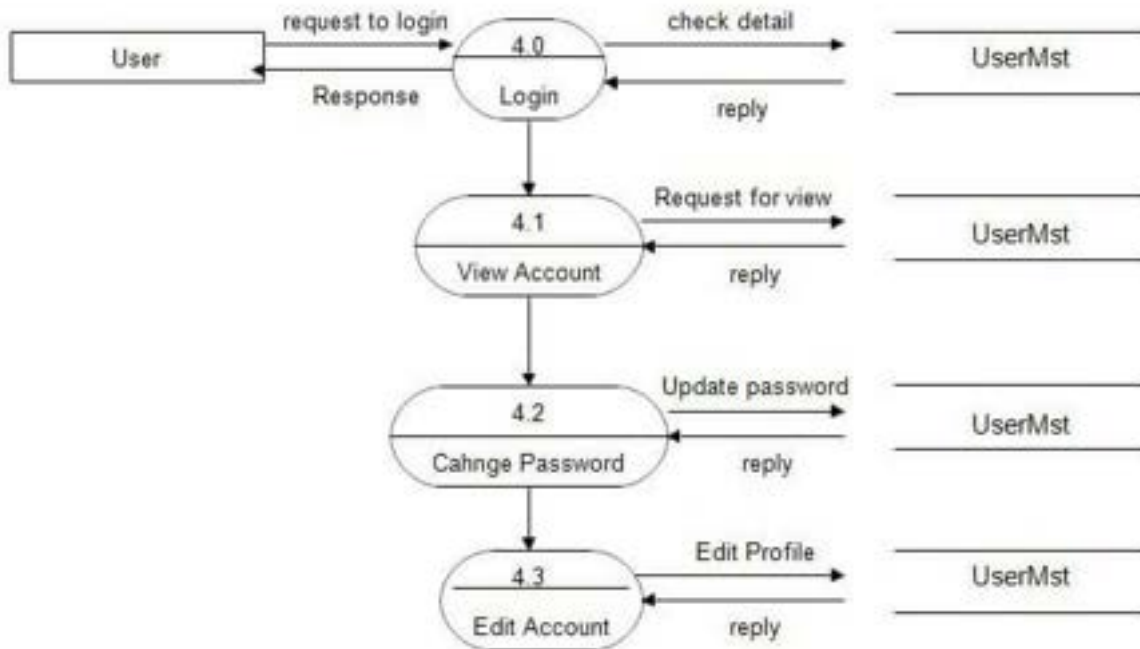 request to login
check detail
User
4.0
UserMst
Response
Login
reply
Request for view
4.1
UserMst
View Account
reply
Update password
4.2
UserMst
Cahnge Password
reply
Edit Profile
4.3
UserMst
Edit Account
reply